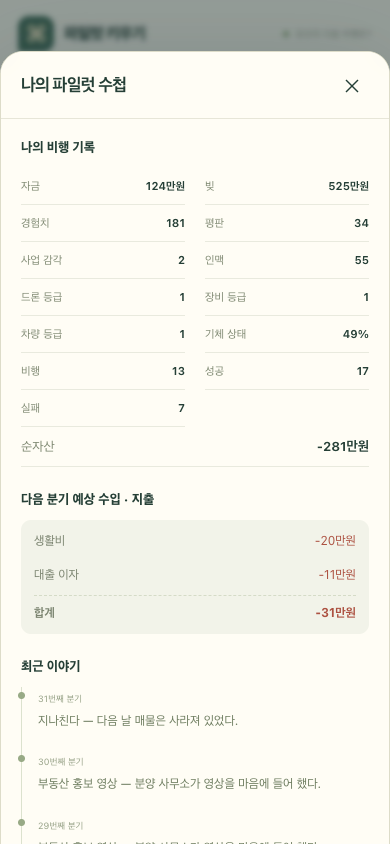 파일럿 키우기
나의 파일럿 수첩
나의 비행 기록
자금 124만원 빚 525만원
경험치 181 평판 34
사업 감각 2 인맥 55
드론 등급 1 장비 등급 1
차량 등급 1 기체 상태 49%
비행 13 성공 17
실패 7
순자산 -281만원
다음 분기 예상 수입 · 지출
생활비 -20만원
대출 이자 -11만원
합계 -31만원
최근 이야기
31번째 분기
지나친다 — 다음 날 매물은 사라져 있었다.
30번째 분기
부동산 홍보 영상 — 분양 사무소가 영상을 마음에 들어 했다.
29번째 분기